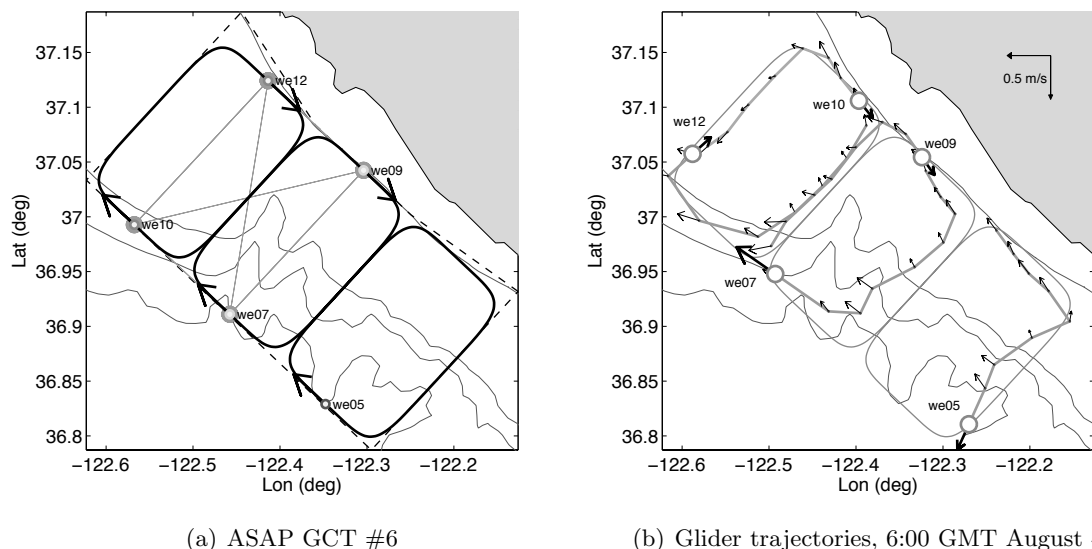 37.15
37.1
37.05
37
36.95
36.9
36.85
36.8
Lat (deg)
−122.6
−122.5
−122.4
−122.3
−122.2
Lon (deg)
we12
we09
we10
we07
we05
(a) ASAP GCT #6
37.15
37.1
37.05
37
36.95
36.9
36.85
36.8
Lat (deg)
−122.6
−122.5
−122.4
−122.3
−122.2
Lon (deg)
0.5 m/s
we10
we12
we09
we07
we05
(b) Glider trajectories, 6:00 GMT August